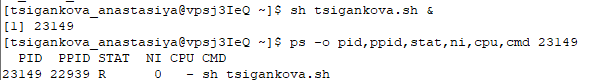 [tsigankova_anastasiya@vpsj3IeQ ~]$ sh tsigankova.sh &
[1] 23149
[tsigankova_anastasiya@vpsj3IeQ ~]$ ps -o pid,ppid,stat,ni,cpu,cmd 23149
  PID  PPID STAT  NI CPU CMD
23149 22939 R      0   - sh tsigankova.sh